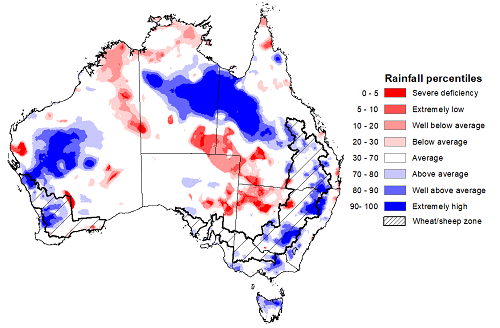 Rainfall percentiles
0 - 5 Severe deficiency
5 - 10 Extremely low
10 - 20 Well below average
20 - 30 Below average
30 - 70 Average
70 - 80 Above average
80 - 90 Well above average
90- 100 Extremely high
Wheat/sheep zone